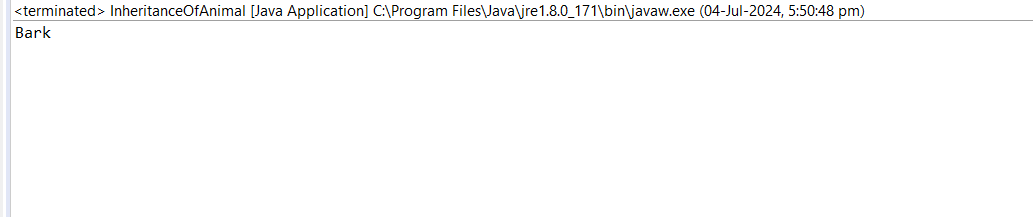 <terminated> InheritanceOfAnimal [Java Application] C:\Program Files\Java\jre1.8.0_171\bin\javaw.exe (04-Jul-2024, 5:50:48 pm)
Bark